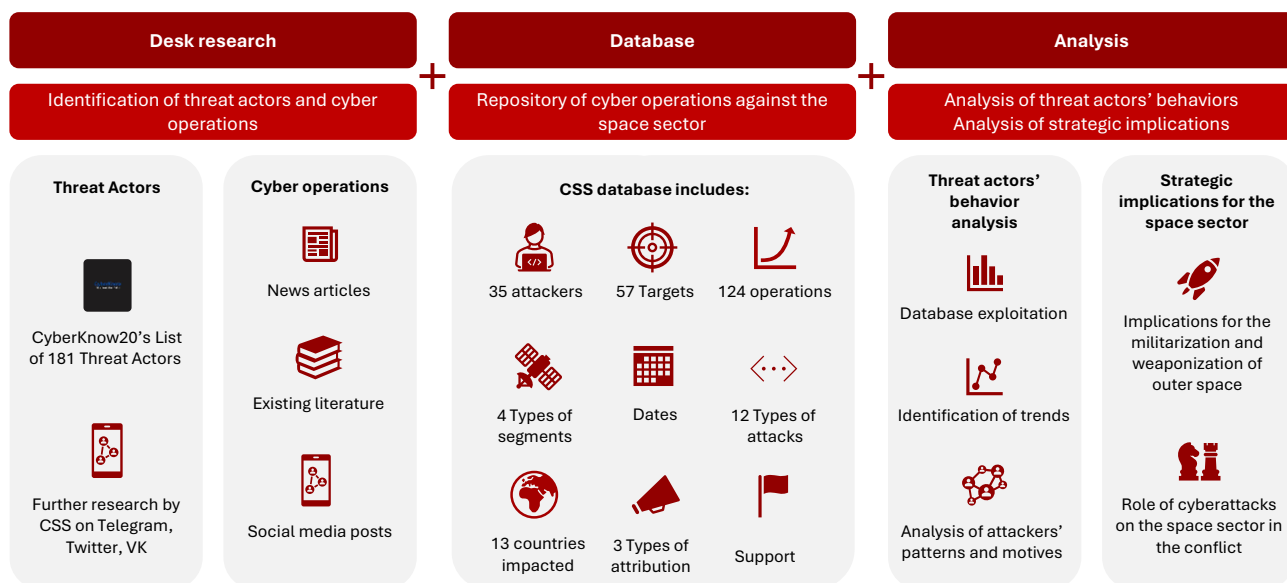 Desk research
Identification of threat actors and cyber
operations
Threat Actors
CyberKnow20's List
of 181 Threat Actors
Further research by
CSS on Telegram,
Twitter, VK
Cyber operations
News articles
Existing literature
Social media posts
+
Database
Repository of cyber operations against the
space sector
CSS database includes:
35 attackers
57 Targets
124 operations
4 Types of
segments
Dates
12 Types of
attacks
13 countries
impacted
3 Types of
attribution
Support
+
Analysis
Analysis of threat actors' behaviors
Analysis of strategic implications
Threat actors'
behavior
analysis
Database exploitation
Identification of trends
Analysis of attackers'
patterns and motives
Strategic
implications for the
space sector
Implications for the
militarization and
weaponization of
outer space
Role of cyberattacks
on the space sector in
the conflict